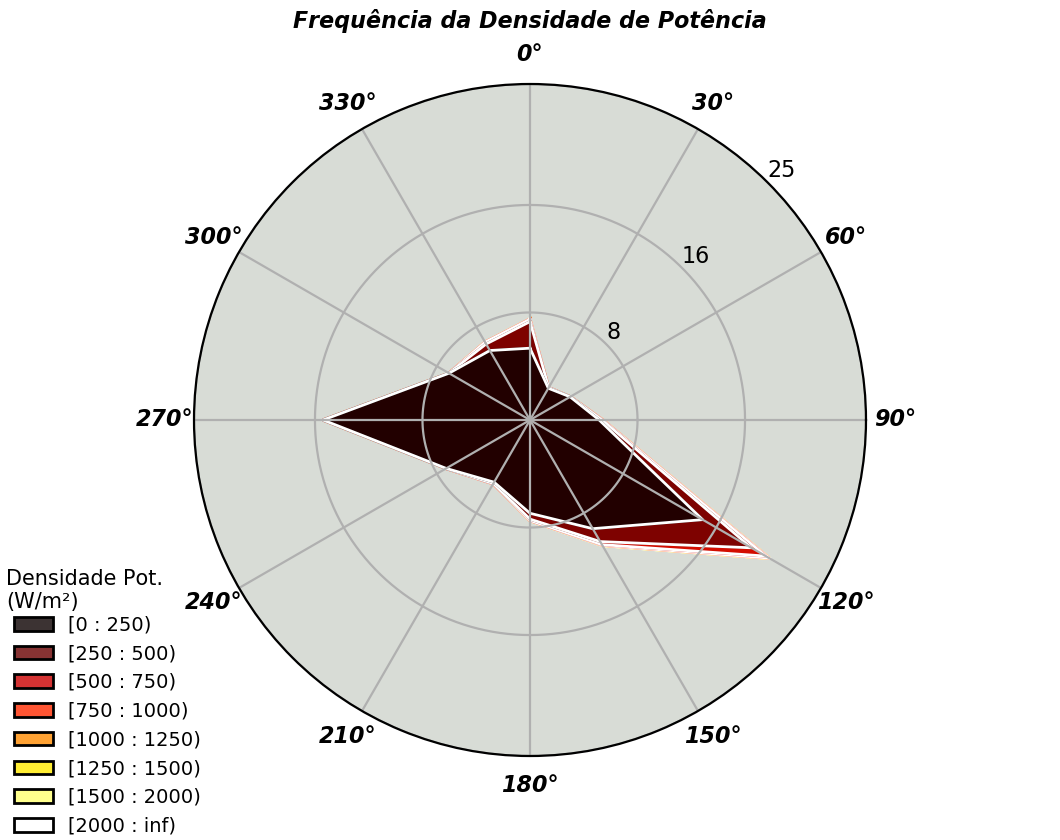 Frequência da Densidade de Potência
0°
330°
30°
25
300°
60°
16
8
270°
90°
Densidade Pot.
(W/m²)
240°
120°
[0 : 250)
[250 : 500)
[500 : 750)
[750 : 1000)
210°
150°
[1000 : 1250)
[1250 : 1500)
180°
[1500 : 2000)
[2000 : inf)